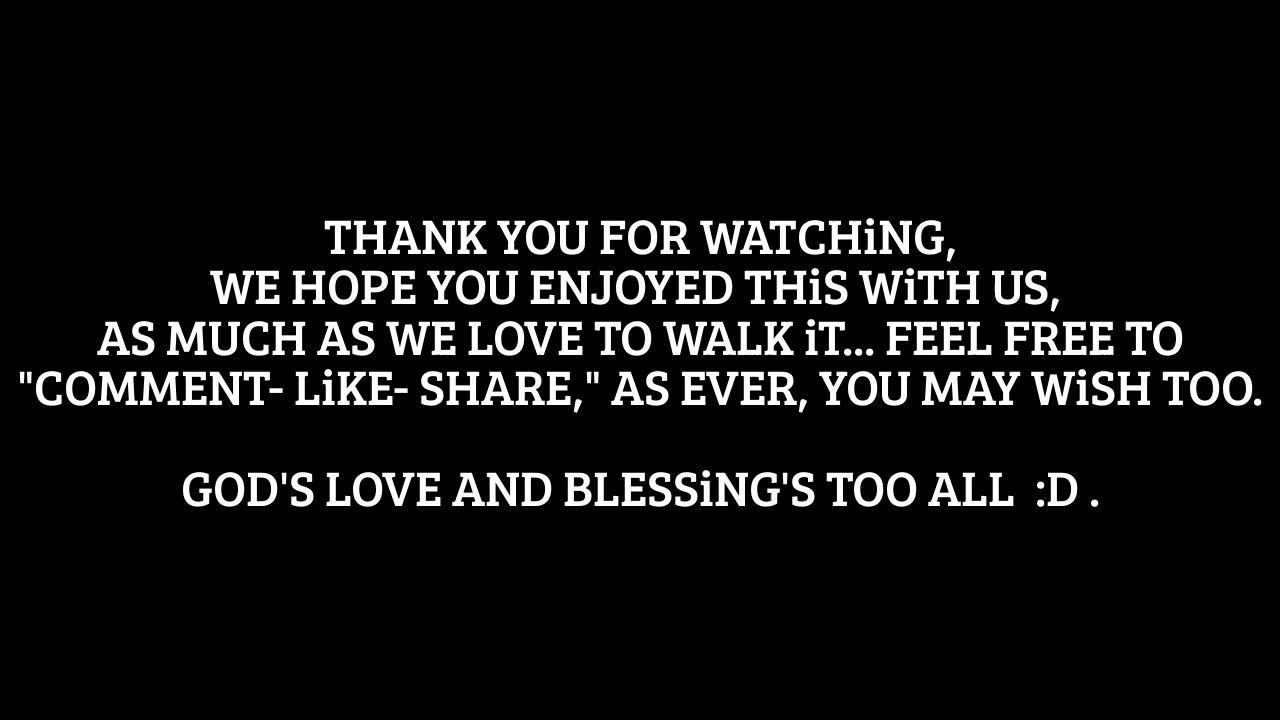 THANK YOU FOR WATCHiNG,
WE HOPE YOU ENJOYED THiS WiTH US,
AS MUCH AS WE LOVE TO WALK iT... FEEL FREE TO
"COMMENT- LiKE- SHARE," AS EVER, YOU MAY WiSH TOO.
GOD'S LOVE AND BLESSiNG'S TOO ALL  :D .